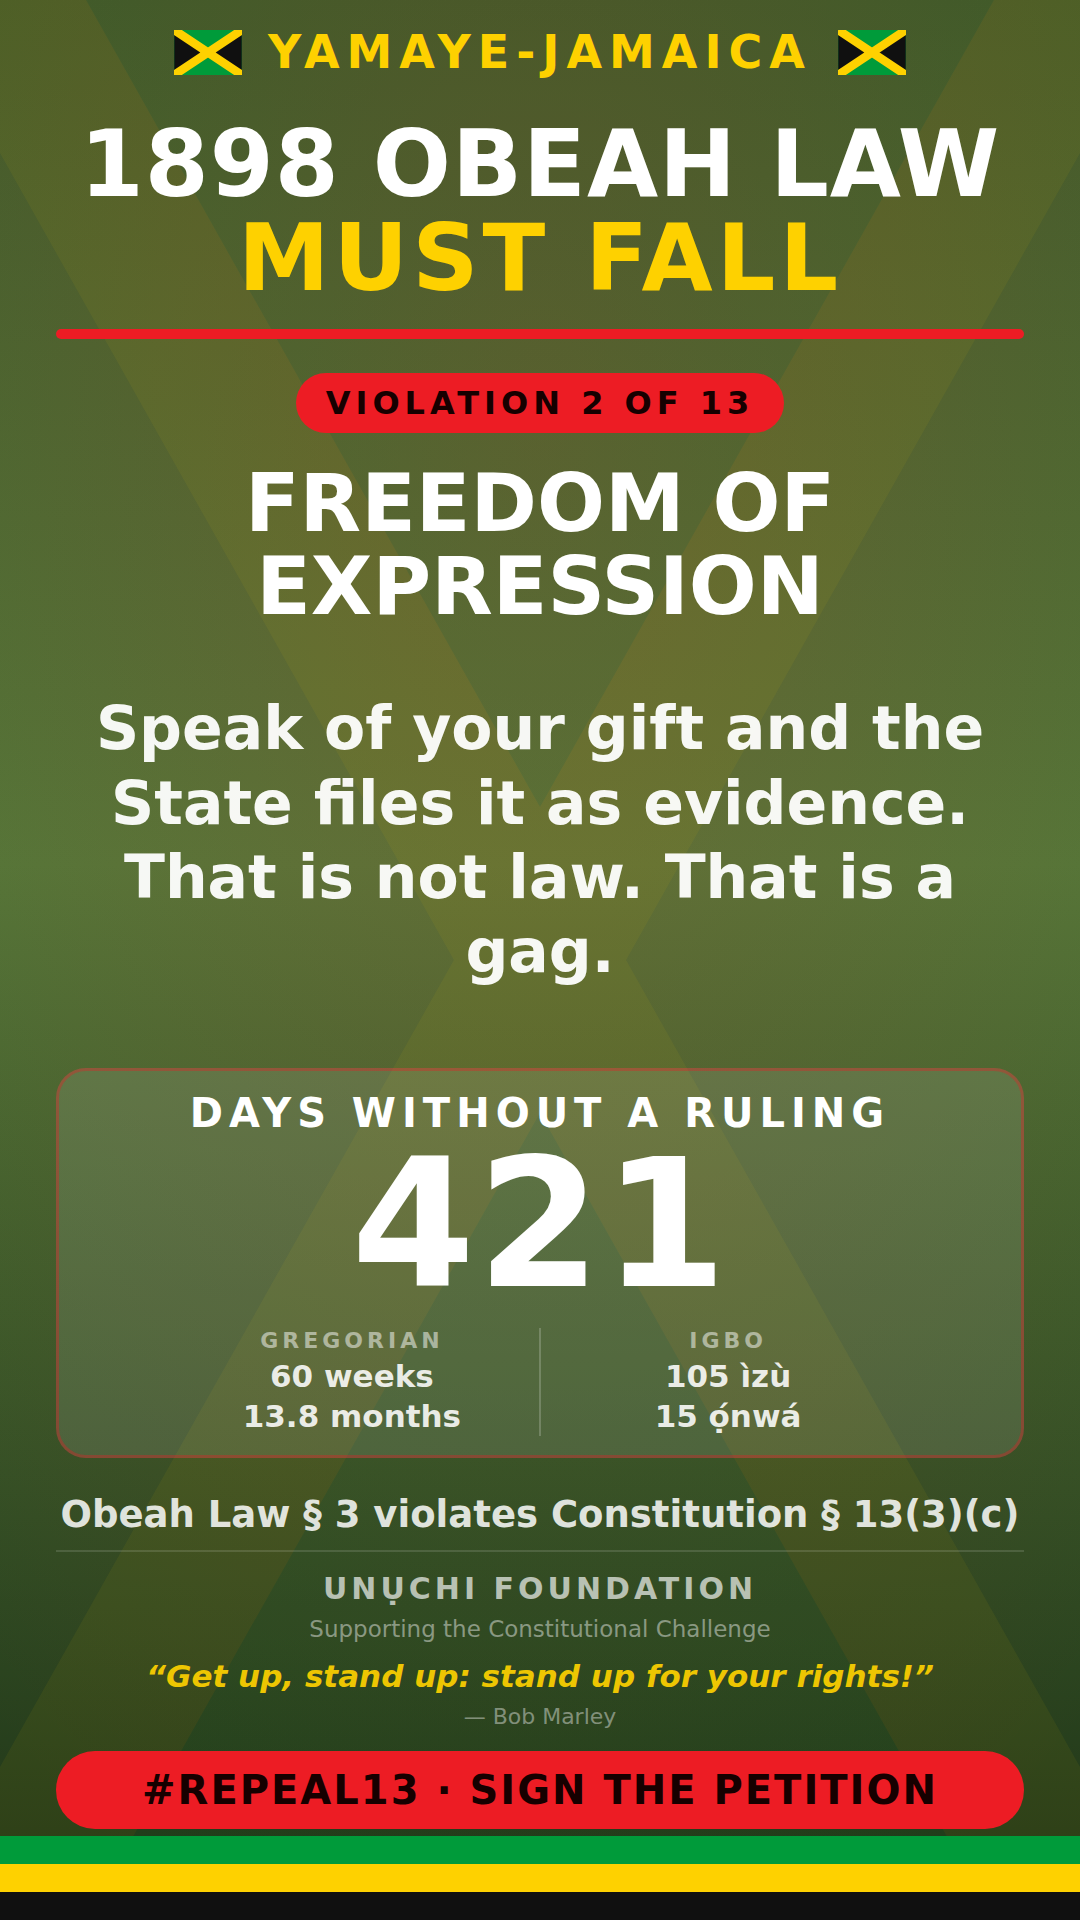 YAMAYE-JAMAICA
1898 OBEAH LAW
MUST FALL
VIOLATION 2 OF 13
FREEDOM OF
EXPRESSION
Speak of your gift and the
State files it as evidence.
That is not law. That is a
gag.
DAYS WITHOUT A RULING
421
GREGORIAN
60 weeks
13.8 months
IGBO
105 ìzù
15 ọ́nwá
Obeah Law § 3 violates Constitution § 13(3)(c)
UNỤCHI FOUNDATION
Supporting the Constitutional Challenge
“Get up, stand up: stand up for your rights!”
— Bob Marley
#REPEAL13 · SIGN THE PETITION